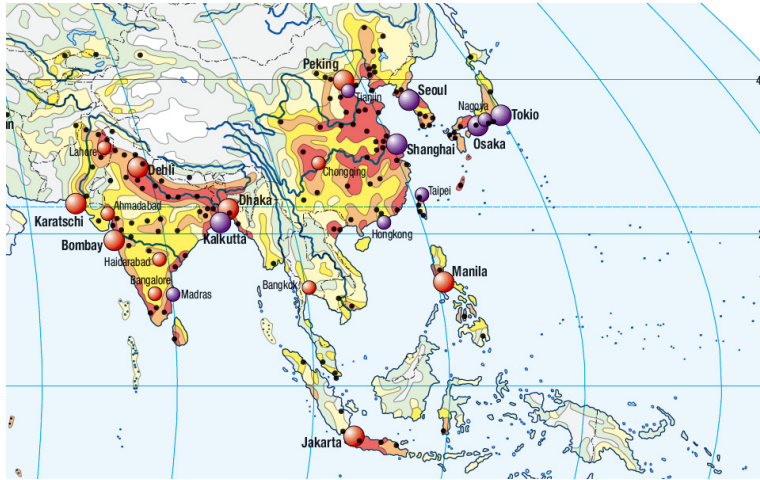 Peking
Tianjin
Seoul
Nagoya
Tokio
Osaka
Shanghai
Lahore
Dehli
Chongqing
Taipei
Karatschi
Ahmadabad
Dhaka
Kalkutta
Hongkong
Bombay
Haidarabad
Bangalore
Madras
Bangkok
Manila
Jakarta